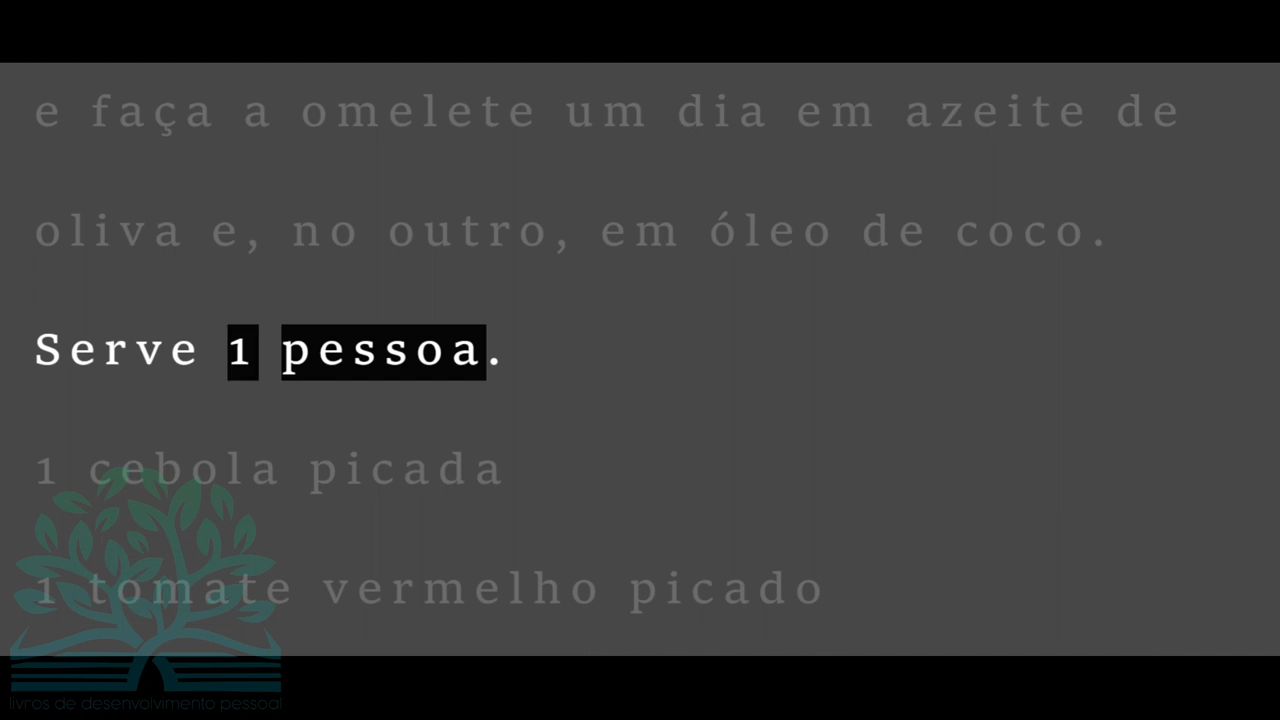 e faça a omelete um dia em azeite de
oliva e, no outro, em óleo de coco.
Serve 1 pessoa.
1 cebola picada
1 tomate vermelho picado
livros de desenvolvimento pessoal